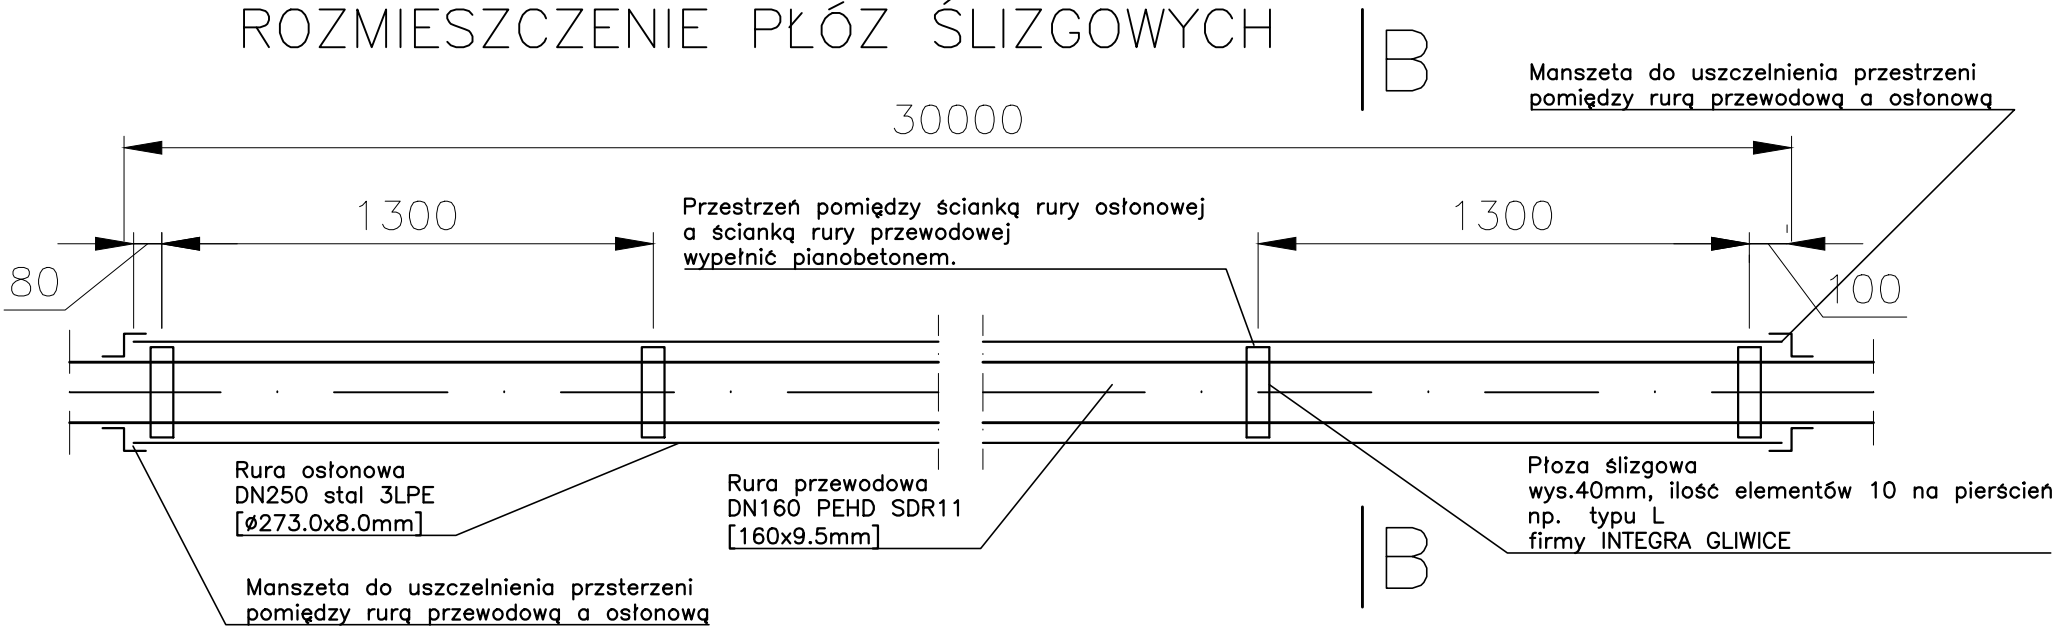 ROZMIESZCZENIE PŁÓZ ŚLIZGOWYCH
B
Manszeta do uszczelnienia przestrzeni
pomiędzy rurą przewodową a osłonową
30000
1300
Przestrzeń pomiędzy ścianką rury osłonowej
a ścianką rury przewodowej
wypełnić pianobetonem.
1300
80
100
Rura osłonowa
DN250 stal 3LPE
[ø273.0x8.0mm]
Rura przewodowa
DN160 PEHD SDR11
[160x9.5mm]
Płoza ślizgowa
wys.40mm, ilość elementów 10 na pierścień
np. typu L
firmy INTEGRA GLIWICE
B
Manszeta do uszczelnienia przsterzeni
pomiędzy rurą przewodową a osłonową